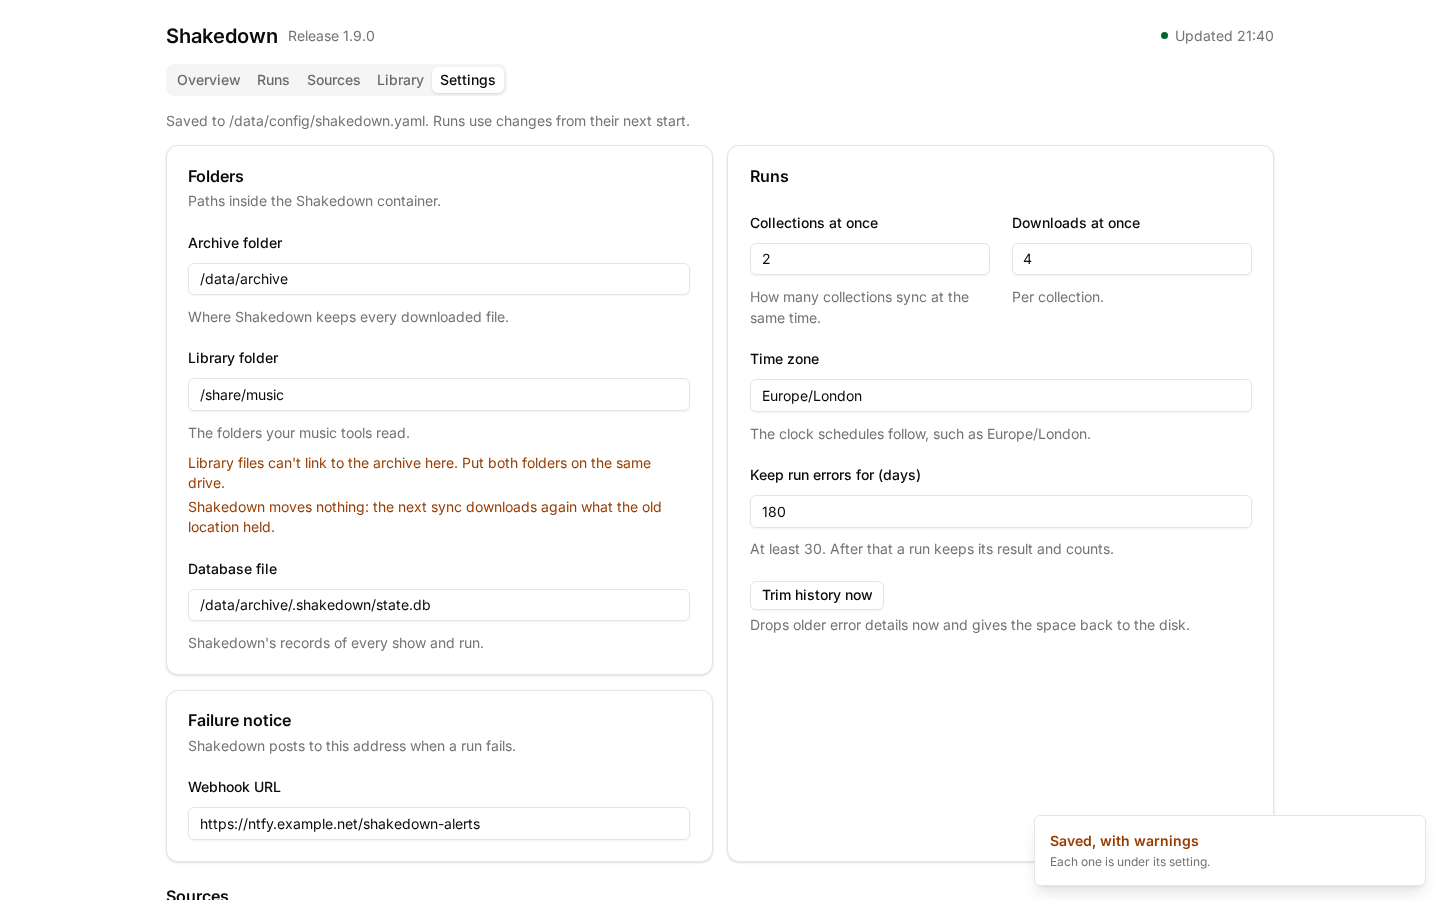 Shakedown Release 1.9.0
Updated 21:40
Overview Runs Sources Library Settings
Saved to /data/config/shakedown.yaml. Runs use changes from their next start.
Folders
Paths inside the Shakedown container.
Archive folder
/data/archive
Where Shakedown keeps every downloaded file.
Library folder
/share/music
The folders your music tools read.
Library files can't link to the archive here. Put both folders on the same
drive.
Shakedown moves nothing: the next sync downloads again what the old
location held.
Database file
/data/archive/.shakedown/state.db
Shakedown's records of every show and run.
Failure notice
Shakedown posts to this address when a run fails.
Webhook URL
https://ntfy.example.net/shakedown-alerts
Runs
Collections at once
2
How many collections sync at the
same time.
Downloads at once
4
Per collection.
Time zone
Europe/London
The clock schedules follow, such as Europe/London.
Keep run errors for (days)
180
At least 30. After that a run keeps its result and counts.
Trim history now
Drops older error details now and gives the space back to the disk.
Saved, with warnings
Each one is under its setting.
Sources